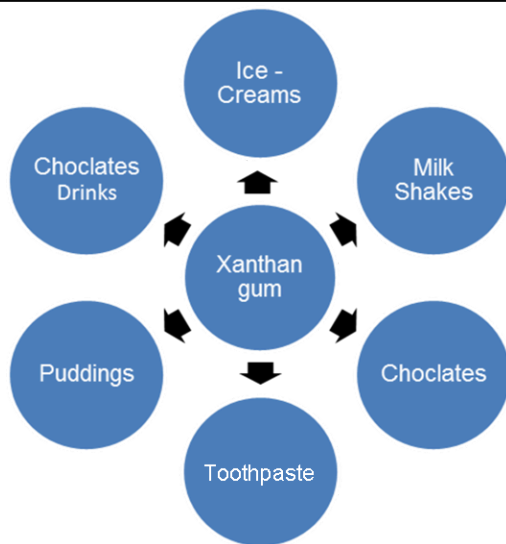 Ice -
Creams
Choclates
Drinks
Milk
Shakes
Xanthan
gum
Puddings
Choclates
Toothpaste